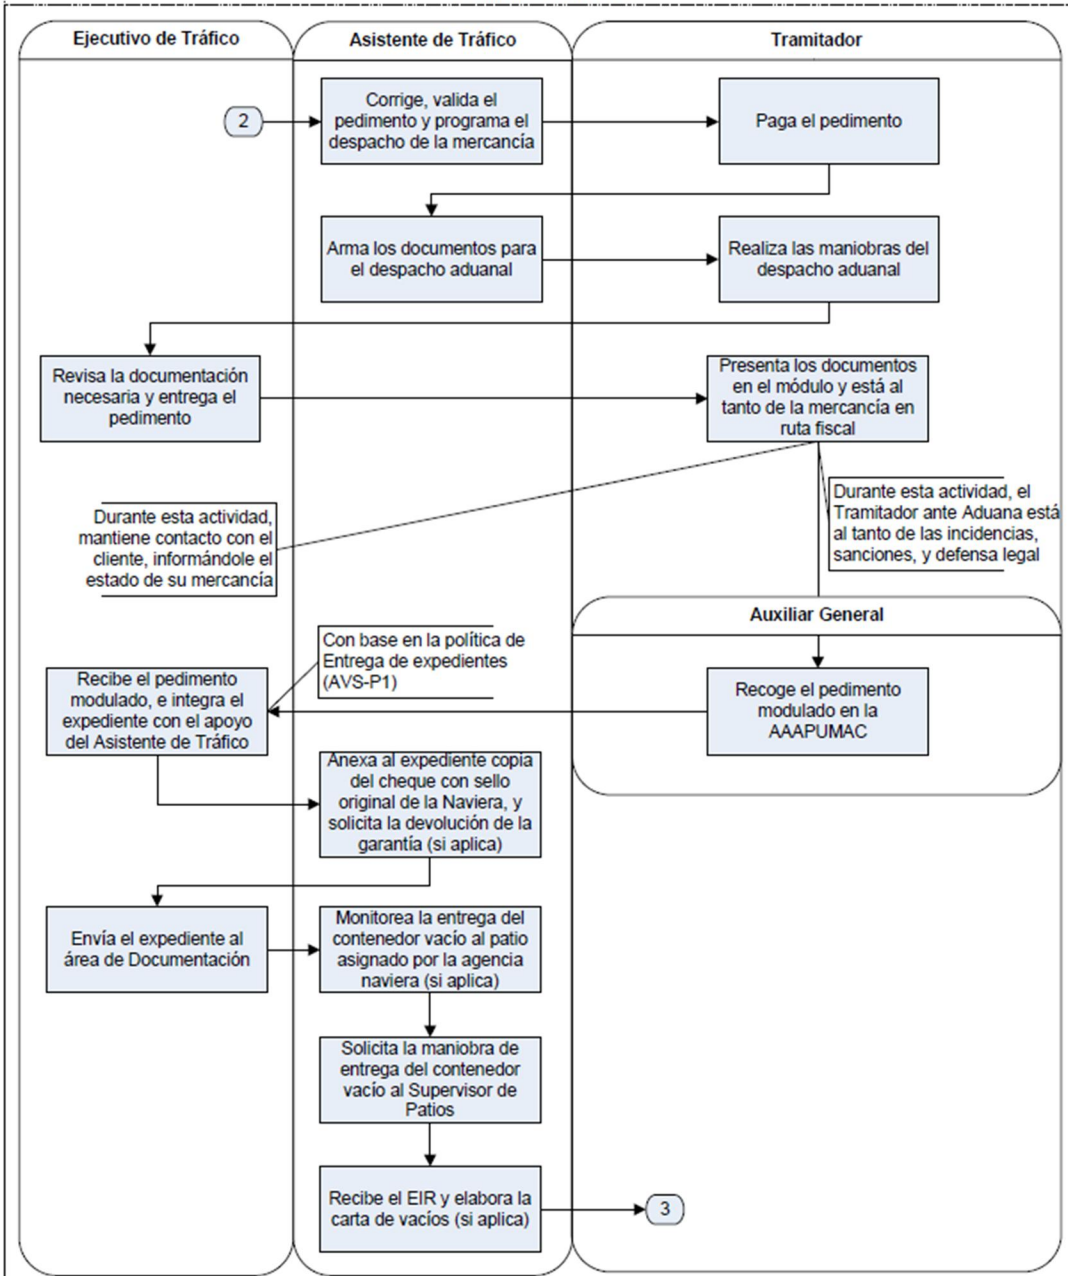 Ejecutivo de Tráfico
Asistente de Tráfico
Tramitador
2
Corrige, valida el
pedimento y programa el
despacho de la mercancía
Paga el pedimento
Arma los documentos para
el despacho aduanal
Realiza las maniobras del
despacho aduanal
Revisa la documentación
necesaria y entrega el
pedimento
Presenta los documentos
en el módulo y está al
tanto de la mercancía en
ruta fiscal
Durante esta actividad,
mantiene contacto con el
cliente, informándole el
estado de su mercancía
Durante esta actividad, el
Tramitador ante Aduana está
al tanto de las incidencias,
sanciones, y defensa legal
Auxiliar General
Con base en la política de
Entrega de expedientes
(AVS-P1)
Recibe el pedimento
modulado, e integra el
expediente con el apoyo
del Asistente de Tráfico
Recoge el pedimento
modulado en la
AAAPUMAC
Anexa al expediente copia
del cheque con sello
original de la Naviera, y
solicita la devolución de la
garantía (si aplica)
Envía el expediente al
área de Documentación
Monitorea la entrega del
contenedor vacío al patio
asignado por la agencia
naviera (si aplica)
Solicita la maniobra de
entrega del contenedor
vacío al Supervisor de
Patios
Recibe el EIR y elabora la
carta de vacíos (si aplica)
3